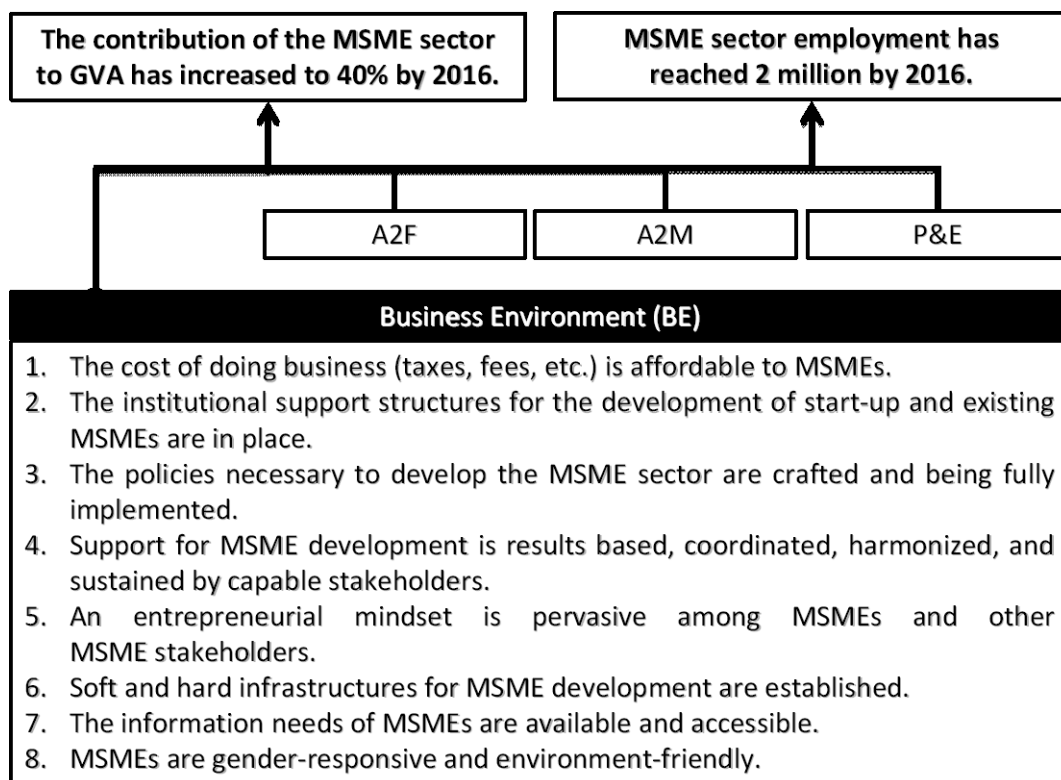 The contribution of the MSME sector
to GVA has increased to 40% by 2016.
MSME sector employment has
reached 2 million by 2016.
A2F
A2M
P&E
Business Environment (BE)
1. The cost of doing business (taxes, fees, etc.) is affordable to MSMEs.
2. The institutional support structures for the development of start-up and existing
MSMEs are in place.
3. The policies necessary to develop the MSME sector are crafted and being fully
implemented.
4. Support for MSME development is results based, coordinated, harmonized, and
sustained by capable stakeholders.
5. An entrepreneurial mindset is pervasive among MSMEs and other
MSME stakeholders.
6. Soft and hard infrastructures for MSME development are established.
7. The information needs of MSMEs are available and accessible.
8. MSMEs are gender-responsive and environment-friendly.